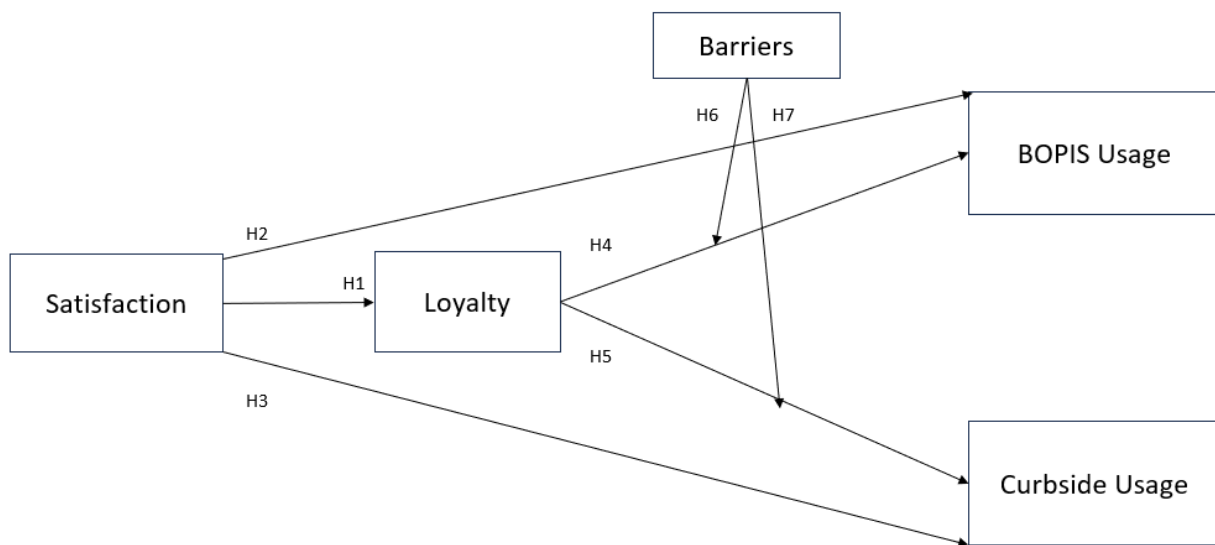 Barriers
H6
H7
BOPIS Usage
H2
H4
Satisfaction
H1
Loyalty
H5
H3
Curbside Usage